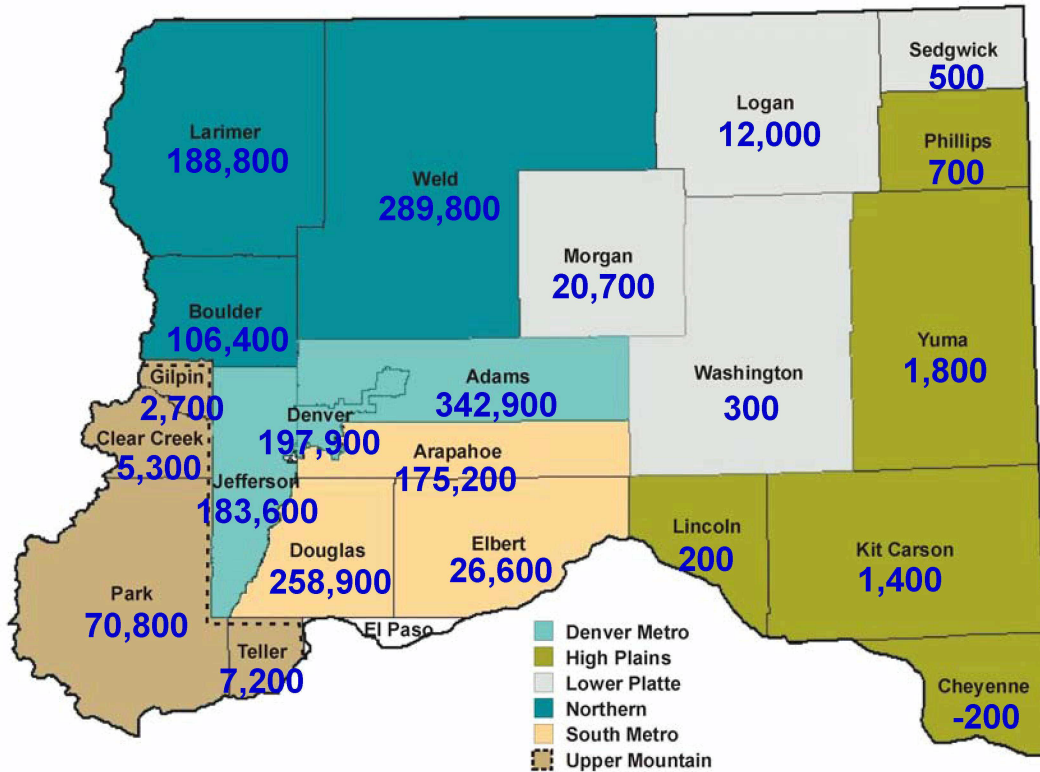 Sedgwick
500
Logan
12,000
Larimer
188,800
Phillips
700
Weld
289,800
Morgan
20,700
Boulder
106,400
Yuma
1,800
Gilpin
2,700
Adams
342,900
Washington
300
Denver
197,900
Clear Creek
5,300
Arapahoe
175,200
Jefferson
183,600
Lincoln
200
Douglas
258,900
Elbert
26,600
Kit Carson
1,400
Park
70,800
El Paso
Teller
7,200
Cheyenne
-200
Denver Metro
High Plains
Lower Platte
Northern
South Metro
Upper Mountain